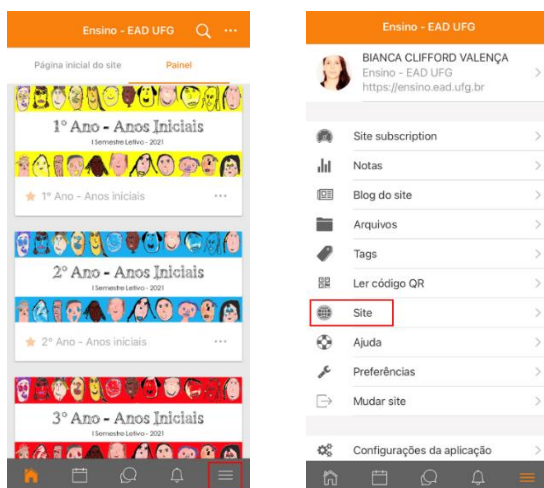 Ensino - EAD UFG
Página inicial do site
Painel
1º Ano - Anos Iniciais
I Semestre Letivo - 2021
1º Ano - Anos iniciais
2º Ano - Anos Iniciais
I Semestre Letivo - 2021
2º Ano - Anos iniciais
3º Ano - Anos Iniciais
I Semestre Letivo - 2021
Ensino - EAD UFG
BIANCA CLIFFORD VALENÇA
Ensino - EAD UFG
https://ensino.ead.ufg.br
Site subscription
Notas
Blog do site
Arquivos
Tags
Ler código QR
Site
Ajuda
Preferências
Mudar site
Configurações da aplicação